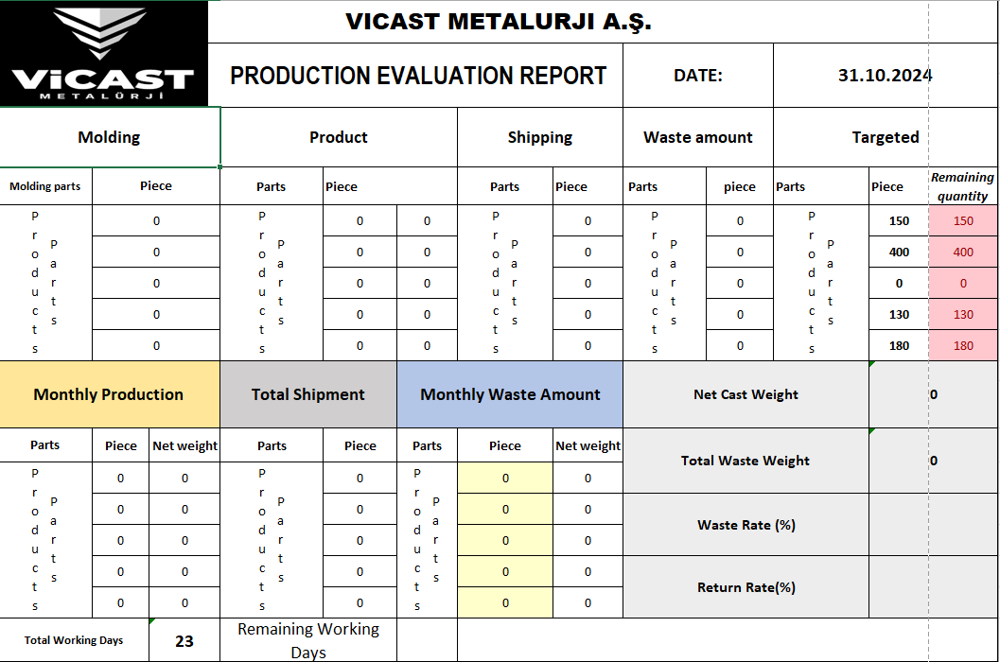 VICAST METALURJI A.Ş.
ViCAST
METALÜRJİ
PRODUCTION EVALUATION REPORT DATE: 31.10.2024
Molding Product Shipping Waste amount Targeted
Molding parts Piece Parts Piece Parts Piece Parts piece Parts Piece Remaining quantity
Products Parts Products Parts Products Parts Products Parts Products Parts
0 0 0 0 0 150 150
0 0 0 0 0 400 400
0 0 0 0 0 0 0
0 0 0 0 0 130 130
0 0 0 0 0 180 180
Monthly Production Total Shipment Monthly Waste Amount Net Cast Weight 0
Parts Piece Net weight Parts Piece Parts Piece Net weight Total Waste Weight 0
Products Parts Products Parts Products Parts
0 0 0 0 0
0 0 0 0 0
Waste Rate (%)
0 0 0 0 0
0 0 0 0 0
Return Rate(%)
0 0 0 0 0
Total Working Days 23 Remaining Working
Days